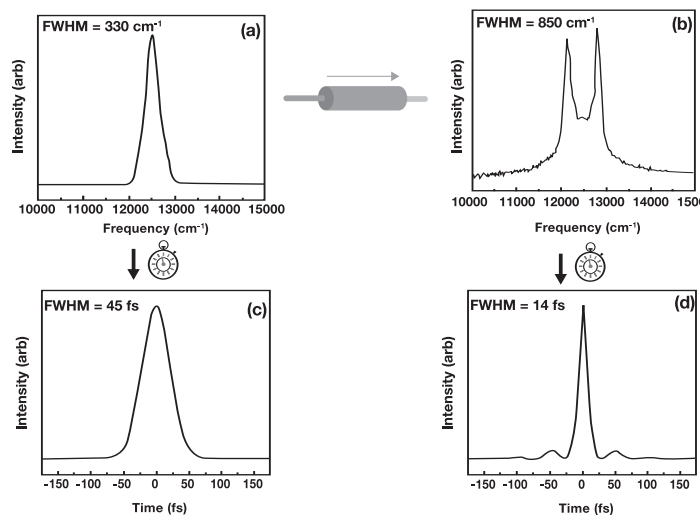 FWHM = 330 cm⁻¹
(a)
Intensity (arb)
10000 11000 12000 13000 14000 15000
Frequency (cm⁻¹)
FWHM = 850 cm⁻¹
(b)
Intensity (arb)
10000 11000 12000 13000 14000 1500
Frequency (cm⁻¹)
FWHM = 45 fs
(c)
Intensity (arb)
-150 -100 -50 0 50 100 150
Time (fs)
FWHM = 14 fs
(d)
Intensity (arb)
-150 -100 -50 0 50 100 150
Time (fs)